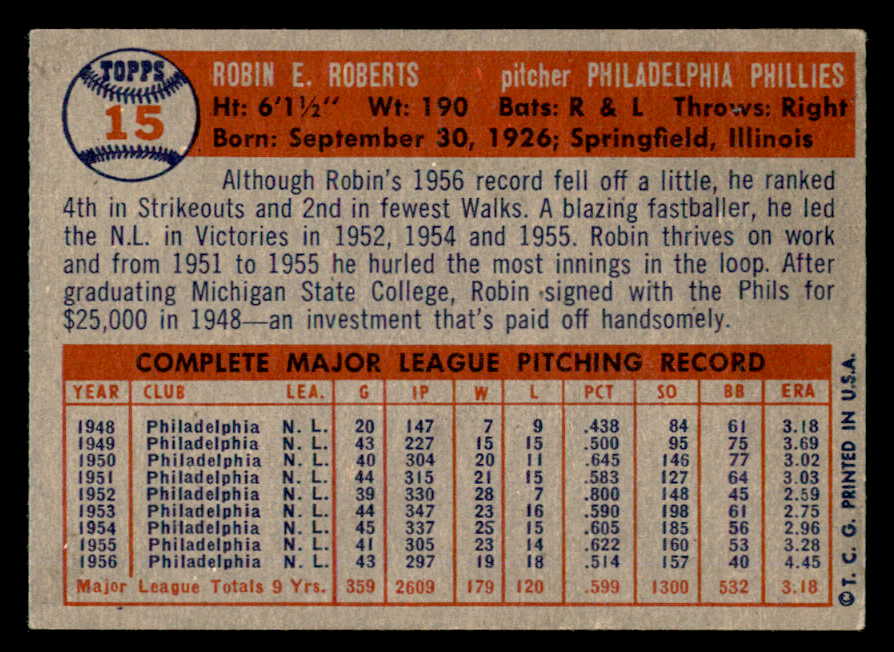 TOPPS
15
ROBIN E. ROBERTS pitcher PHILADELPHIA PHILLIES
Ht: 6'1½" Wt: 190 Bats: R & L Throws: Right
Born: September 30, 1926; Springfield, Illinois
Although Robin's 1956 record fell off a little, he ranked
4th in Strikeouts and 2nd in fewest Walks. A blazing fastballer, he led
the N.L. in Victories in 1952, 1954 and 1955. Robin thrives on work
and from 1951 to 1955 he hurled the most innings in the loop. After
graduating Michigan State College, Robin signed with the Phils for
$25,000 in 1948—an investment that's paid off handsomely.
COMPLETE MAJOR LEAGUE PITCHING RECORD
YEAR CLUB LEA. G IP W L PCT SO BB ERA
1948 Philadelphia N. L. 20 147 7 9 .438 84 61 3.18
1949 Philadelphia N. L. 43 227 15 15 .500 95 75 3.69
1950 Philadelphia N. L. 40 304 20 11 .645 146 77 3.02
1951 Philadelphia N. L. 44 315 21 15 .583 127 64 3.03
1952 Philadelphia N. L. 39 330 28 7 .800 148 45 2.59
1953 Philadelphia N. L. 44 347 23 16 .590 198 61 2.75
1954 Philadelphia N. L. 45 337 25 15 .605 185 56 2.96
1955 Philadelphia N. L. 41 305 23 14 .622 160 53 3.28
1956 Philadelphia N. L. 43 297 19 18 .514 157 40 4.45
Major League Totals 9 Yrs. 359 2609 179 120 .599 1300 532 3.18
©T. C. G. PRINTED IN U.S.A.